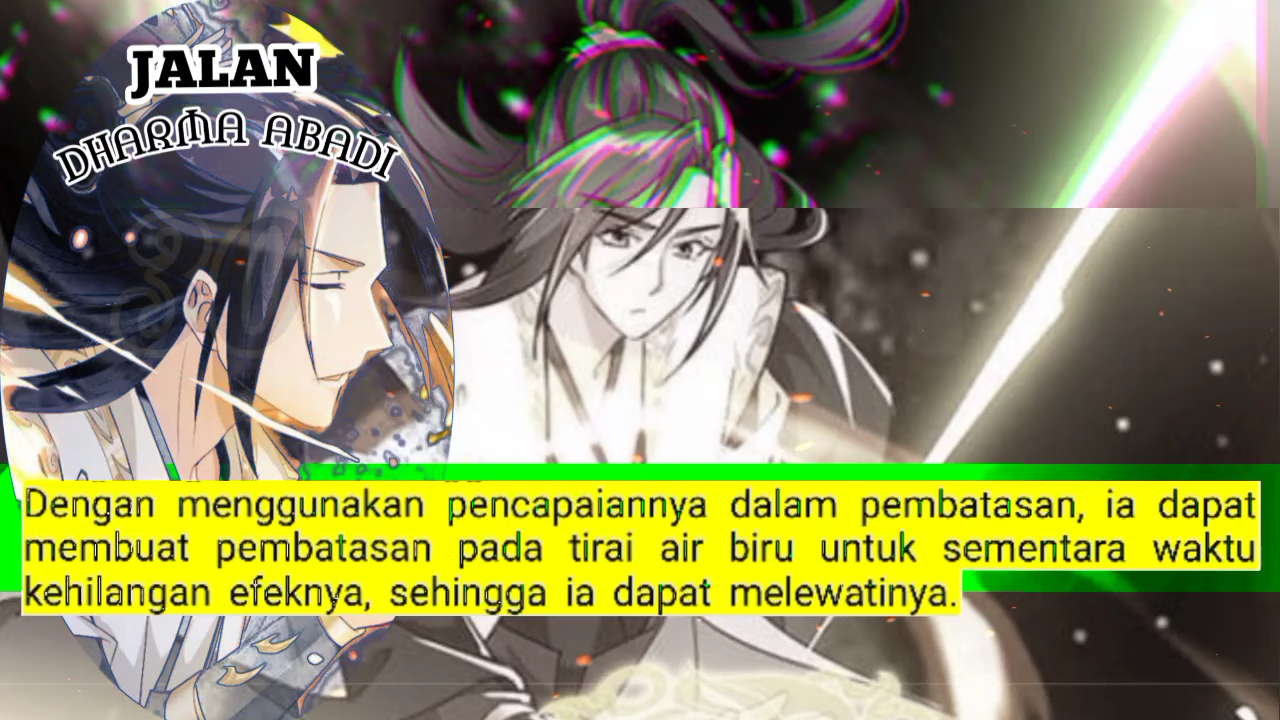 JALAN
DHARMA ABADI
Dengan menggunakan pencapaiannya dalam pembatasan, ia dapat
membuat pembatasan pada tirai air biru untuk sementara waktu
kehilangan efeknya, sehingga ia dapat melewatinya.